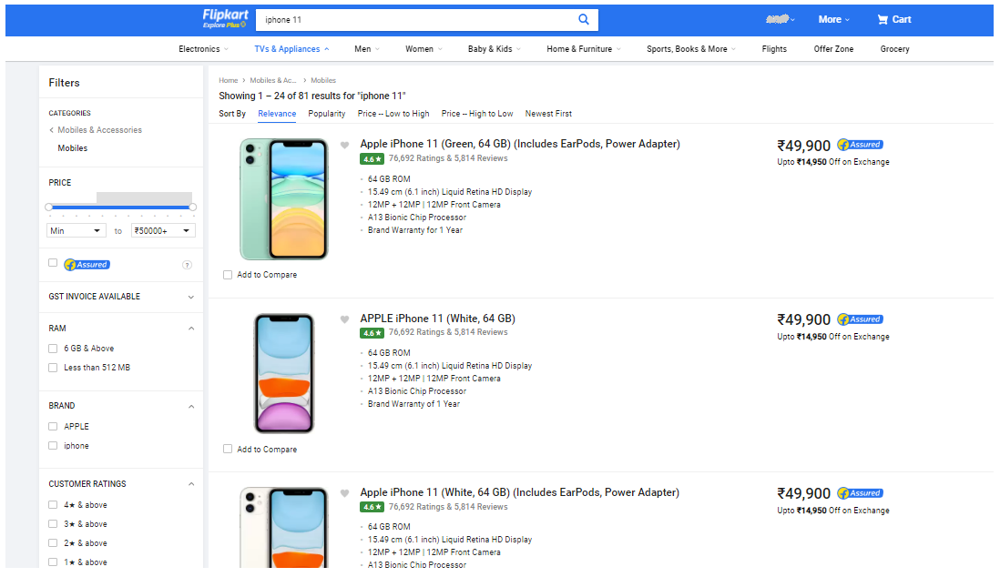 Flipkart
Explore Plus
iphone 11
More
Cart
Electronics
TVs & Appliances
Men
Women
Baby & Kids
Home & Furniture
Sports, Books & More
Flights
Offer Zone
Grocery
Filters
CATEGORIES
Mobiles & Accessories
Mobiles
PRICE
Min to ₹50000+
Assured
?
GST INVOICE AVAILABLE
RAM
6 GB & Above
Less than 512 MB
BRAND
APPLE
iphone
CUSTOMER RATINGS
4★ & above
3★ & above
2★ & above
1★ & above
Home > Mobiles & Ac... > Mobiles
Showing 1 – 24 of 81 results for "iphone 11"
Sort By Relevance Popularity Price -- Low to High Price -- High to Low Newest First
Apple iPhone 11 (Green, 64 GB) (Includes EarPods, Power Adapter)
4.6★ 76,692 Ratings & 5,814 Reviews
64 GB ROM
15.49 cm (6.1 inch) Liquid Retina HD Display
12MP + 12MP | 12MP Front Camera
A13 Bionic Chip Processor
Brand Warranty for 1 Year
₹49,900 Assured
Upto ₹14,950 Off on Exchange
Add to Compare
APPLE iPhone 11 (White, 64 GB)
4.6★ 76,692 Ratings & 5,814 Reviews
64 GB ROM
15.49 cm (6.1 inch) Liquid Retina HD Display
12MP + 12MP | 12MP Front Camera
A13 Bionic Chip Processor
Brand Warranty of 1 Year
₹49,900 Assured
Upto ₹14,950 Off on Exchange
Add to Compare
Apple iPhone 11 (White, 64 GB) (Includes EarPods, Power Adapter)
4.6★ 76,692 Ratings & 5,814 Reviews
64 GB ROM
15.49 cm (6.1 inch) Liquid Retina HD Display
12MP + 12MP | 12MP Front Camera
A13 Bionic Chip Processor
₹49,900 Assured
Upto ₹14,950 Off on Exchange